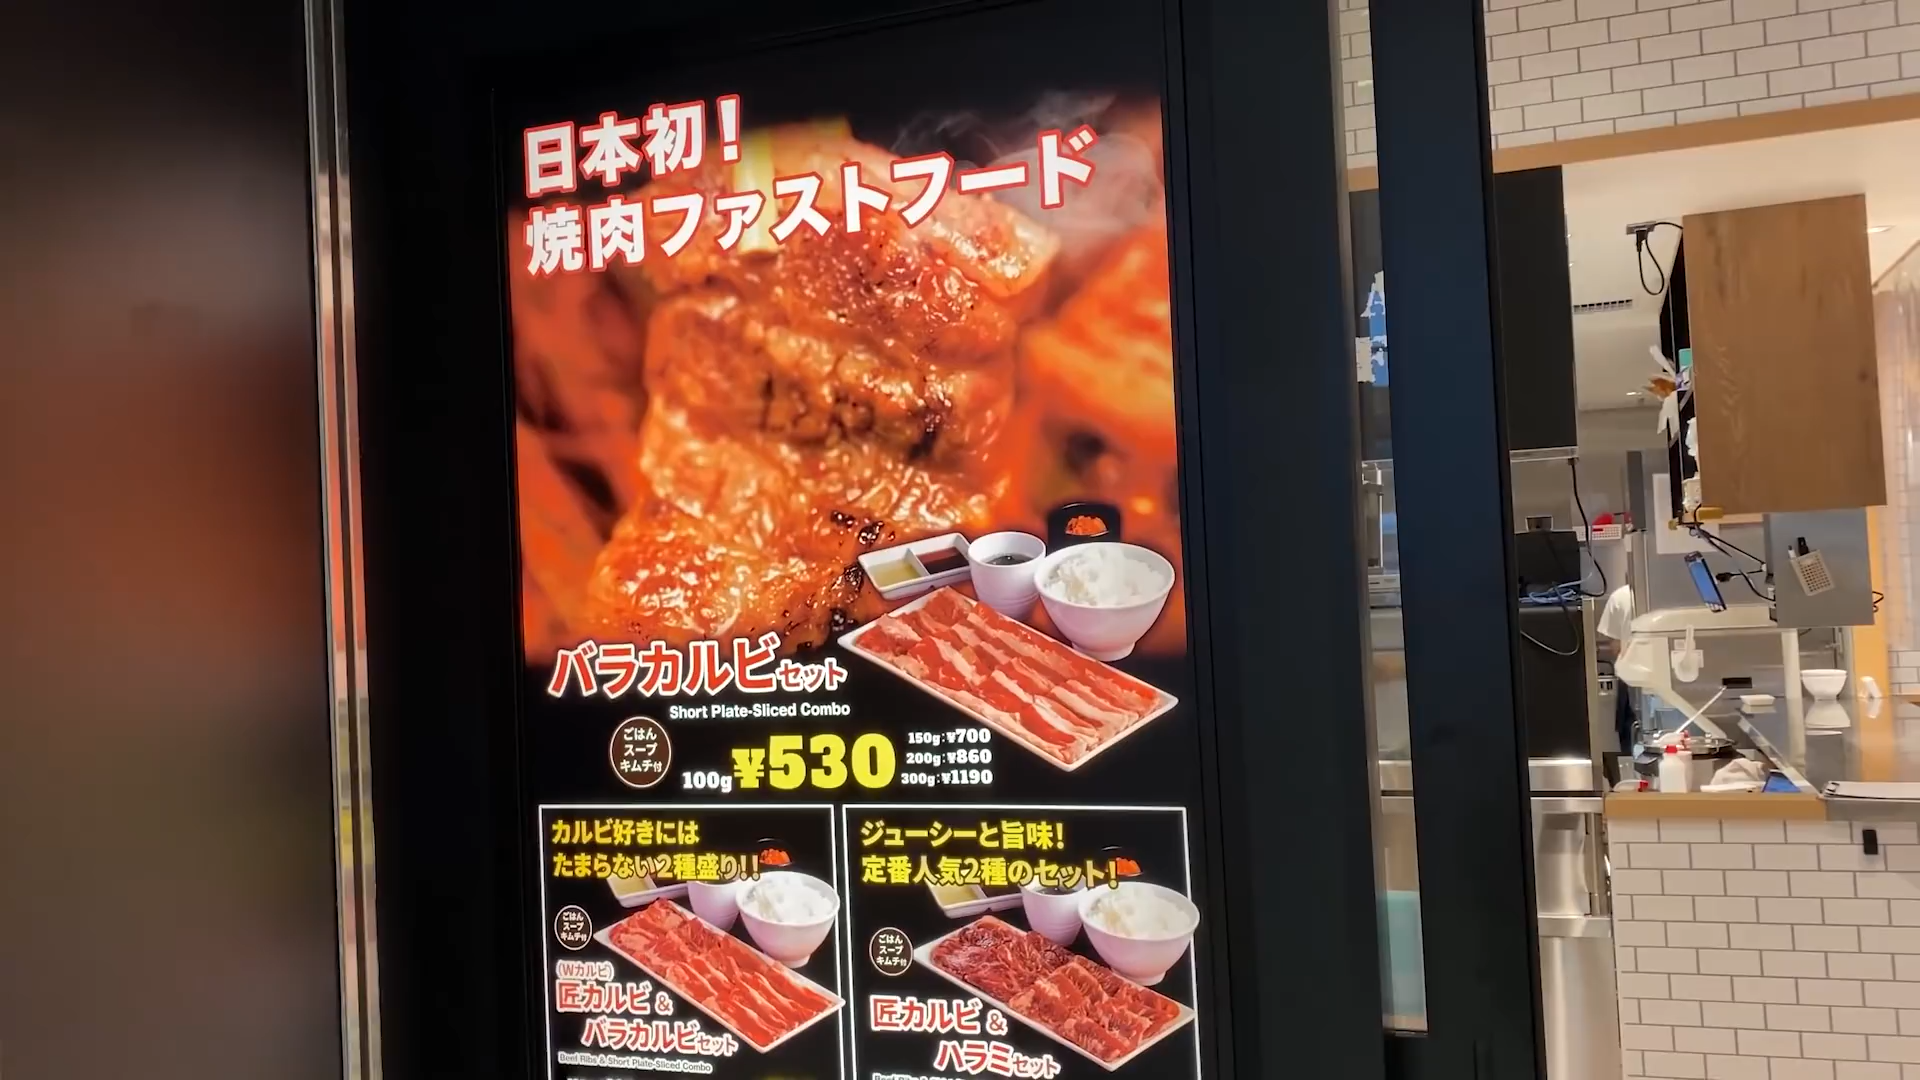 日本初！
焼肉ファストフード
バラカルビセット
Short Plate-Sliced Combo
ごはん
スープ
キムチ付
100g ¥530
150g:¥700
200g:¥860
300g:¥1190
カルビ好きには
たまらない2種盛り!!
ごはん
スープ
キムチ付
(Wカルビ)
匠カルビ &
バラカルビセット
Beef Ribs & Short Plate-Sliced Combo
ジューシーと旨味!
定番人気2種のセット!
ごはん
スープ
キムチ付
匠カルビ &
ハラミセット